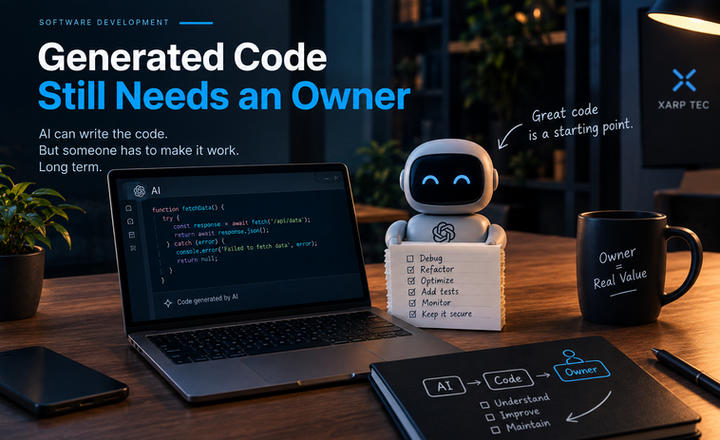 SOFTWARE DEVELOPMENT
Generated Code
Still Needs an Owner
AI can write the code.
But someone has to make it work.
Long term.
XARP TEC
Great code
is a starting point.
AI
function fetchData() {
try {
const response = await fetch('/api/data');
return await response.json();
} catch (error) {
console.error('Failed to fetch data', error);
return null;
}
}
Code generated by AI
Debug
Refactor
Optimize
Add tests
Monitor
Keep it secure
Owner
=
Real Value
AI → Code → Owner
Understand
Improve
Maintain